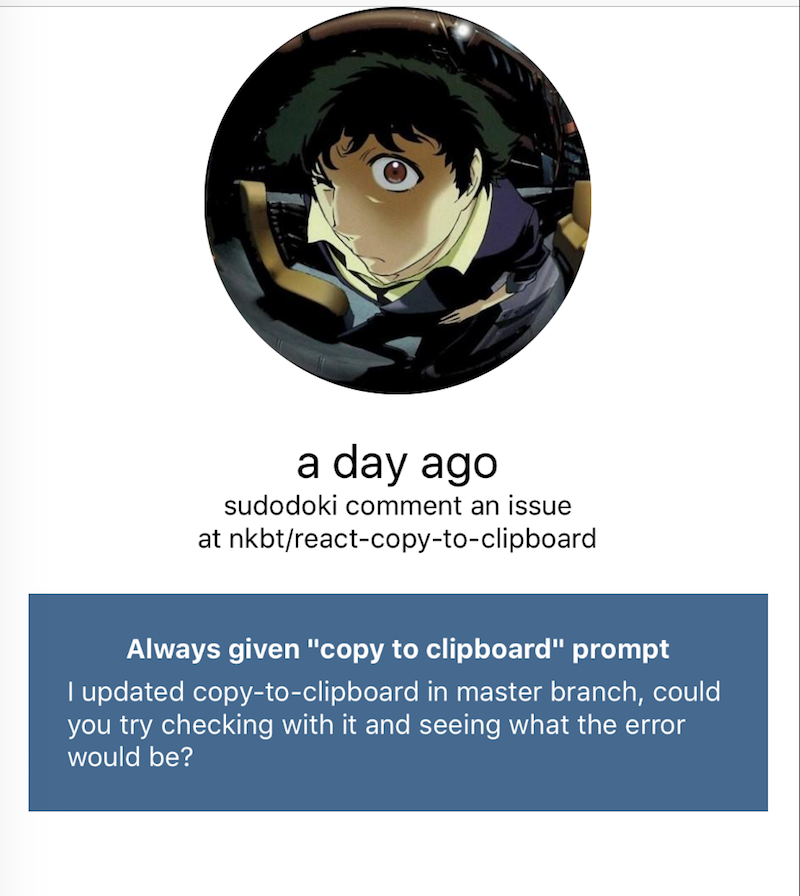 a day ago
sudodoki comment an issue
at nkbt/react-copy-to-clipboard
Always given "copy to clipboard" prompt
I updated copy-to-clipboard in master branch, could
you try checking with it and seeing what the error
would be?